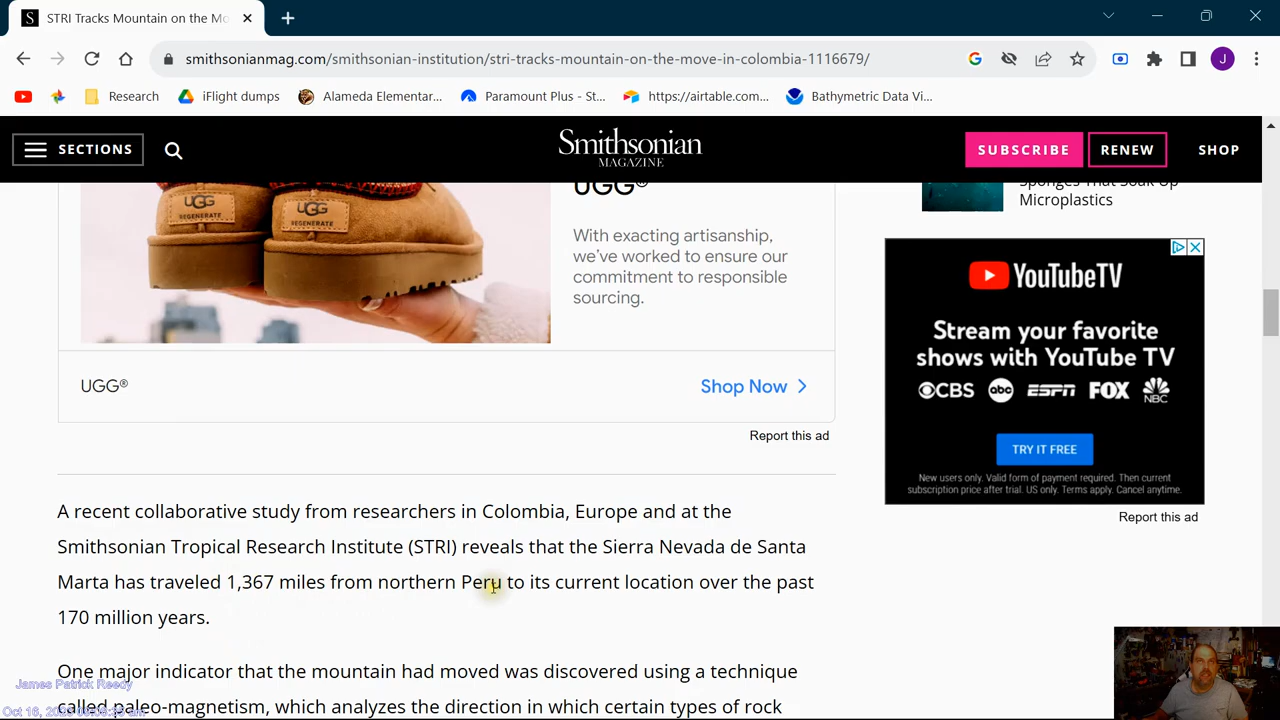 STRI Tracks Mountain on the Mo
smithsonianmag.com/smithsonian-institution/stri-tracks-mountain-on-the-move-in-colombia-1116679/
J
Research
iFlight dumps
Alameda Elementar...
Paramount Plus - St...
https://airtable.com...
Bathymetric Data Vi...
SECTIONS
Smithsonian
MAGAZINE
SUBSCRIBE
RENEW
SHOP
UGG
REGENERATE
UGG
REGENERATE
UGG®
With exacting artisanship,
we've worked to ensure our
commitment to responsible
sourcing.
UGG®
Shop Now
Report this ad
Sponges That Soak Up
Microplastics
YouTubeTV
Stream your favorite
shows with YouTube TV
CBS abc ESPN FOX NBC
TRY IT FREE
New users only. Valid form of payment required. Then current
subscription price after trial. US only. Terms apply. Cancel anytime.
Report this ad
A recent collaborative study from researchers in Colombia, Europe and at the
Smithsonian Tropical Research Institute (STRI) reveals that the Sierra Nevada de Santa
Marta has traveled 1,367 miles from northern Peru to its current location over the past
170 million years.
One major indicator that the mountain had moved was discovered using a technique
called paleo-magnetism, which analyzes the direction in which certain types of rock
James Patrick Reedy
Oct 16,